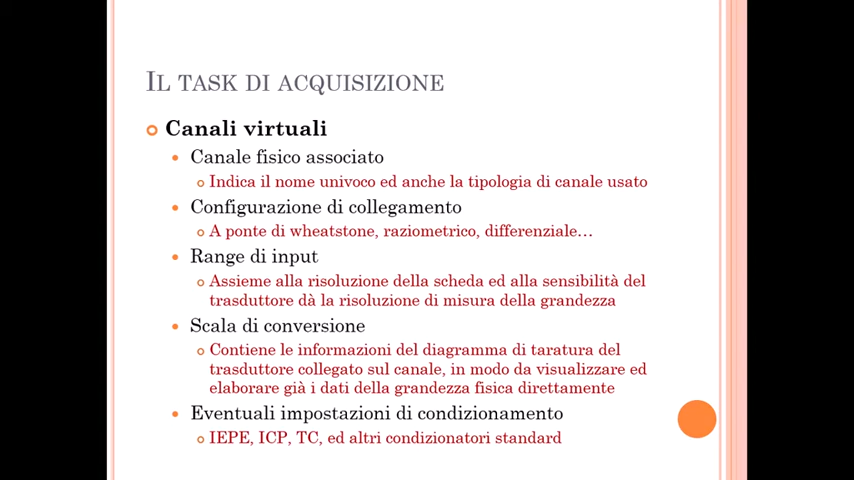 Il task di acquisizione
Canali virtuali
Canale fisico associato
Indica il nome univoco ed anche la tipologia di canale usato
Configurazione di collegamento
A ponte di wheatstone, raziometrico, differenziale…
Range di input
Assieme alla risoluzione della scheda ed alla sensibilità del
trasduttore dà la risoluzione di misura della grandezza
Scala di conversione
Contiene le informazioni del diagramma di taratura del
trasduttore collegato sul canale, in modo da visualizzare ed
elaborare già i dati della grandezza fisica direttamente
Eventuali impostazioni di condizionamento
IEPE, ICP, TC, ed altri condizionatori standard